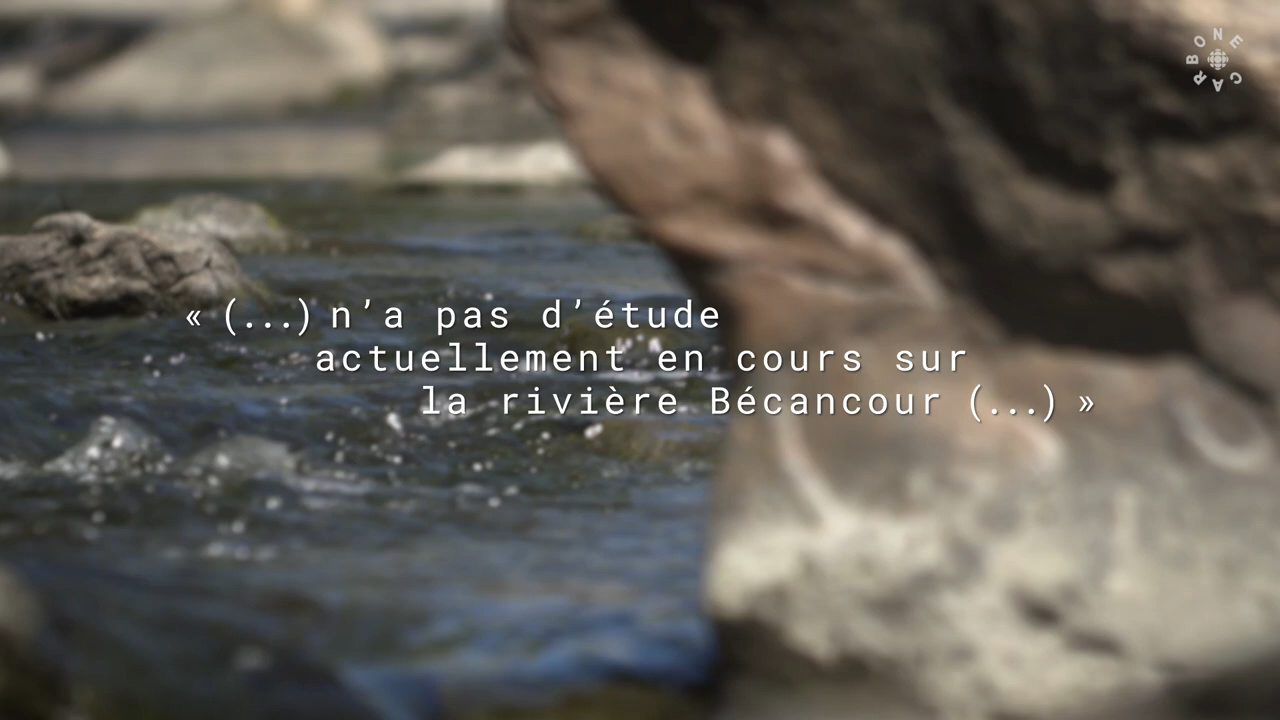 CARBONE
« (...) n’a pas d’étude
actuellement en cours sur
la rivière Bécancour (...) »